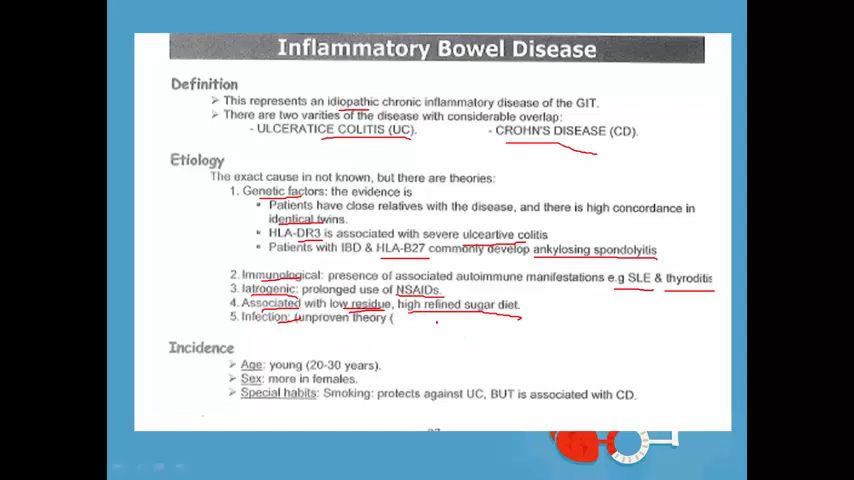 Inflammatory Bowel Disease
Definition
➢ This represents an idiopathic chronic inflammatory disease of the GIT.
➢ There are two varities of the disease with considerable overlap:
- ULCERATICE COLITIS (UC). - CROHN'S DISEASE (CD).
Etiology
The exact cause in not known, but there are theories:
1. Genetic factors: the evidence is
▪ Patients have close relatives with the disease, and there is high concordance in
identical twins.
▪ HLA-DR3 is associated with severe ulceartive colitis
▪ Patients with IBD & HLA-B27 commonly develop ankylosing spondolyitis
2. Immunological: presence of associated autoimmune manifestations e.g SLE & thyroditis
3. Iatrogenic: prolonged use of NSAIDs.
4. Associated with low residue, high refined sugar diet.
5. Infection: (unproven theory (
Incidence
➢ Age: young (20-30 years).
➢ Sex: more in females.
➢ Special habits: Smoking: protects against UC, BUT is associated with CD.